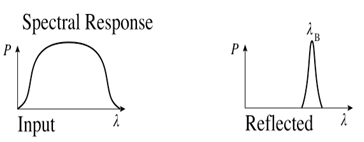 Spectral Response
P
λ
Input
λB
P
λ
Reflected